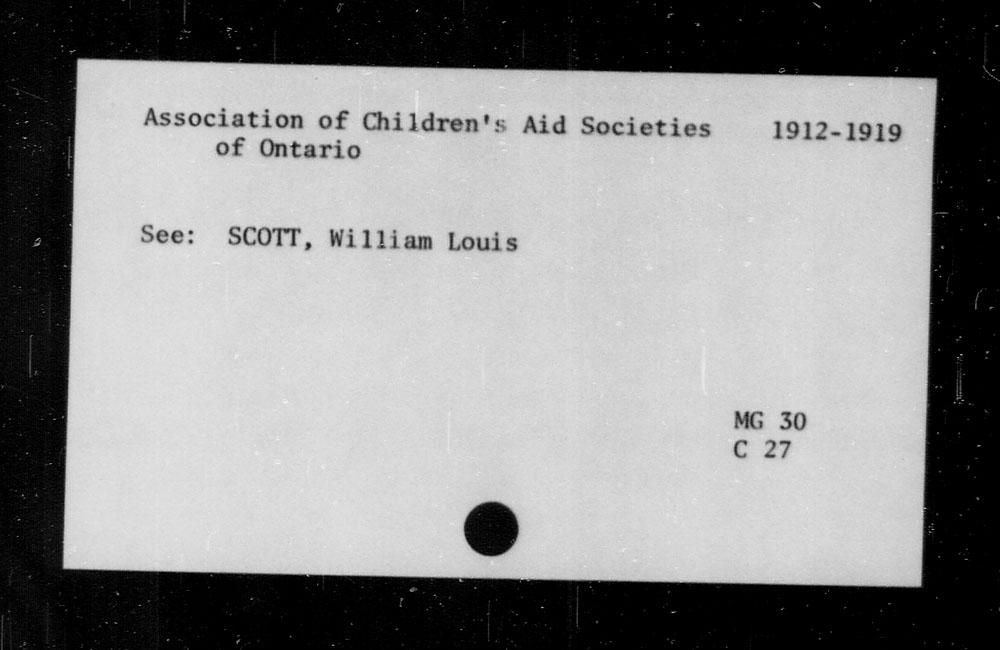 Association of Children's Aid Societies 1912-1919
of Ontario
See: SCOTT, William Louis
MG 30
C 27